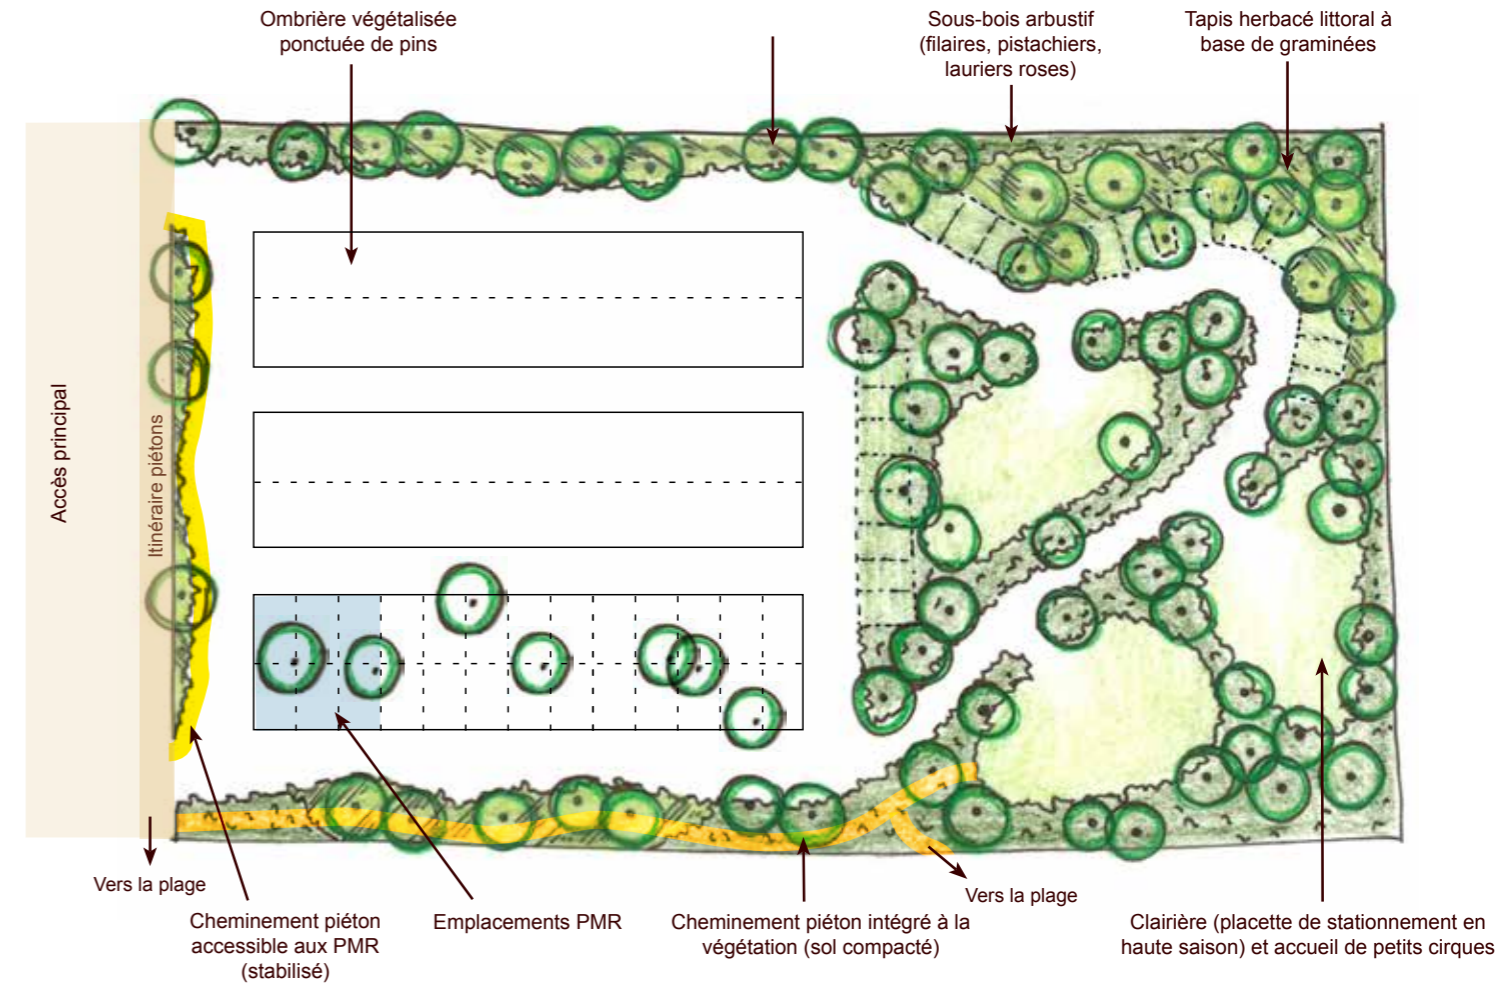 Ombrière végétalisée
ponctuée de pins
Sous-bois arbustif
(filaires, pistachiers,
lauriers roses)
Tapis herbacé littoral à
base de graminées
Accès principal
Itinéraire piétons
Vers la plage
Cheminement piéton
accessible aux PMR
(stabilisé)
Emplacements PMR
Cheminement piéton intégré à la
végétation (sol compacté)
Vers la plage
Clairière (placette de stationnement en
haute saison) et accueil de petits cirques